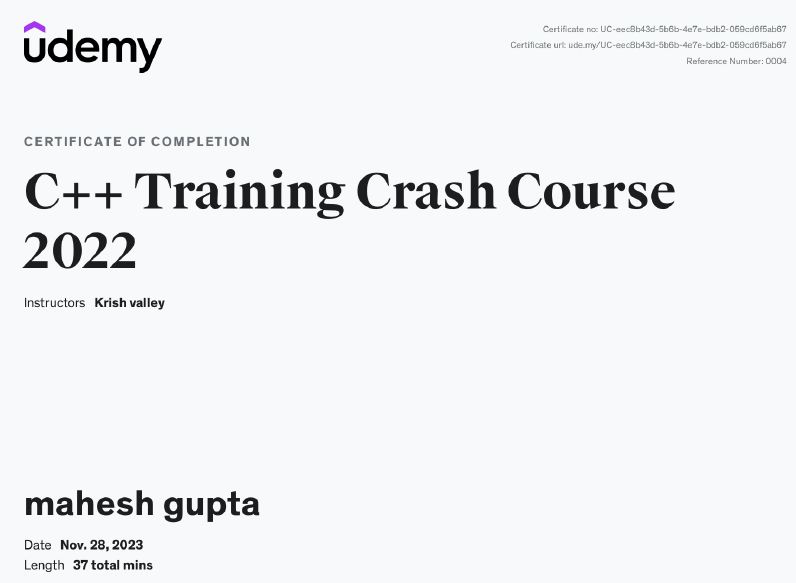 udemy
Certificate no: UC-eec8b43d-5b6b-4e7e-bdb2-059cd6f5ab67
Certificate url: ude.my/UC-eec8b43d-5b6b-4e7e-bdb2-059cd6f5ab67
Reference Number: 0004
CERTIFICATE OF COMPLETION
C++ Training Crash Course
2022
Instructors Krish valley
mahesh gupta
Date Nov. 28, 2023
Length 37 total mins